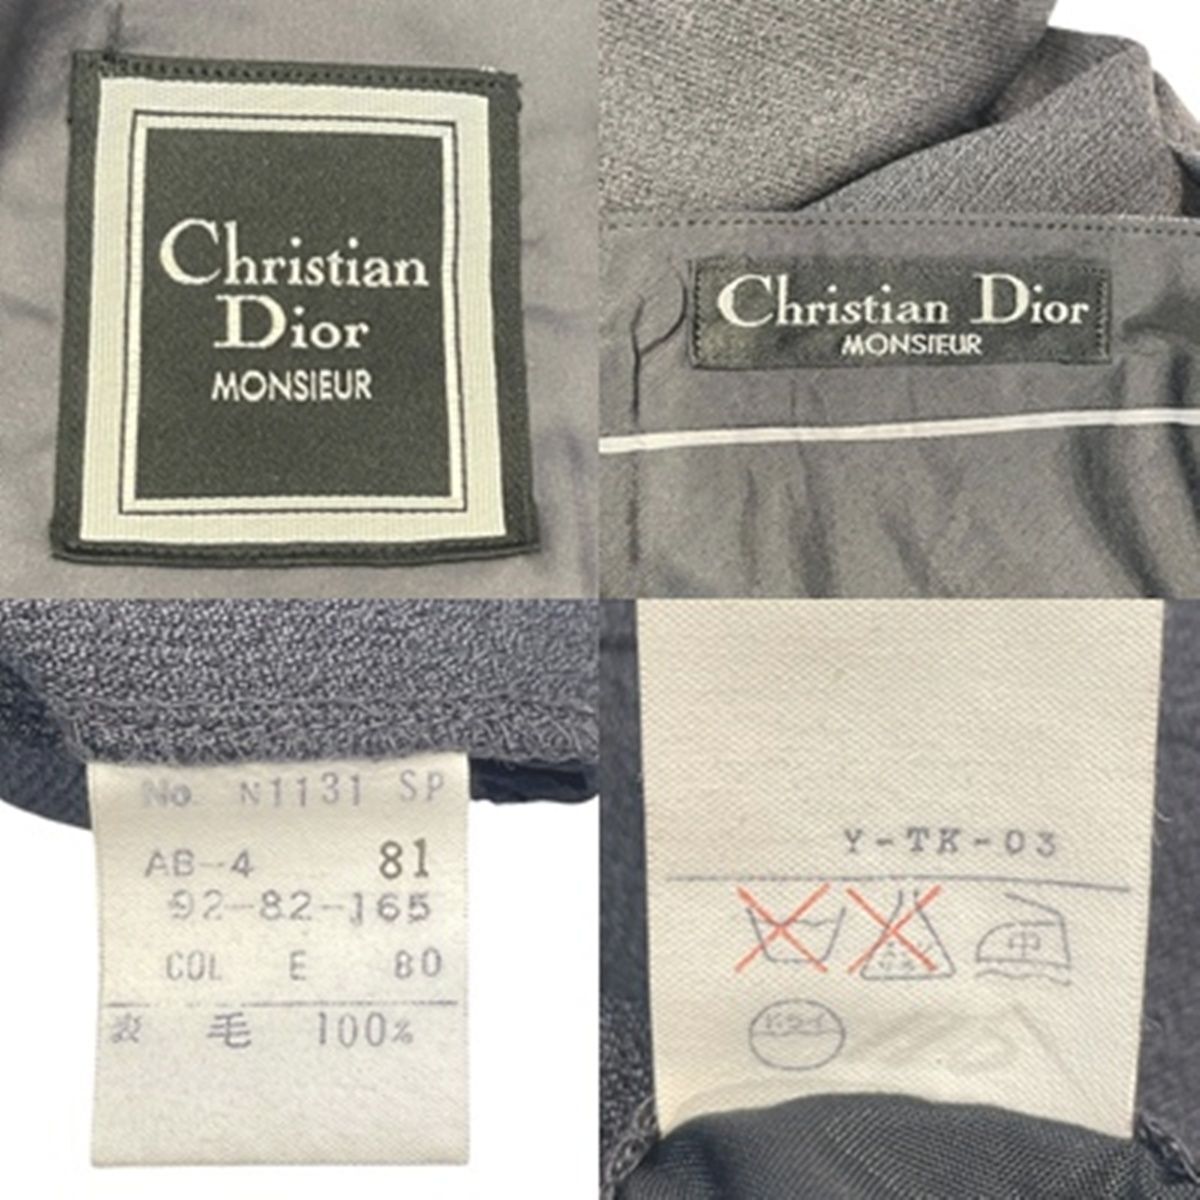 Christian
Dior
MONSIEUR
Christian Dior
MONSIEUR
No. N1131 SP
AB-4 81
92-82-165
COL E 80
表 毛 100%
Y-TK-03
中
ドライ